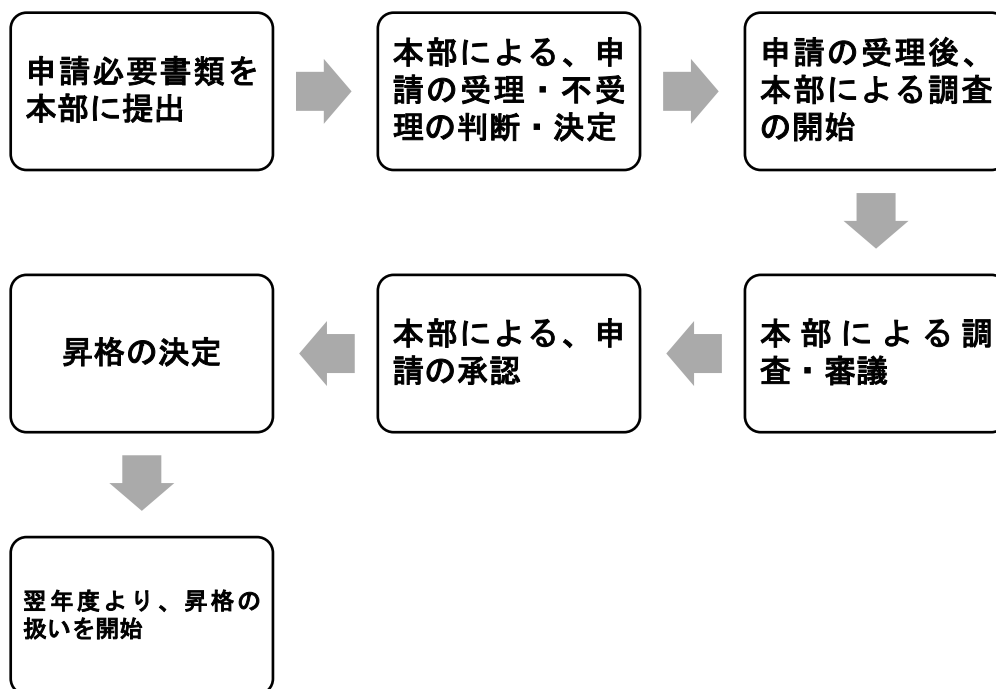 申請必要書類を
本部に提出
本部による、申
請の受理・不受
理の判断・決定
申請の受理後、
本部による調査
の開始
本部による調
査・審議
本部による、申
請の承認
昇格の決定
翌年度より、昇格の
扱いを開始